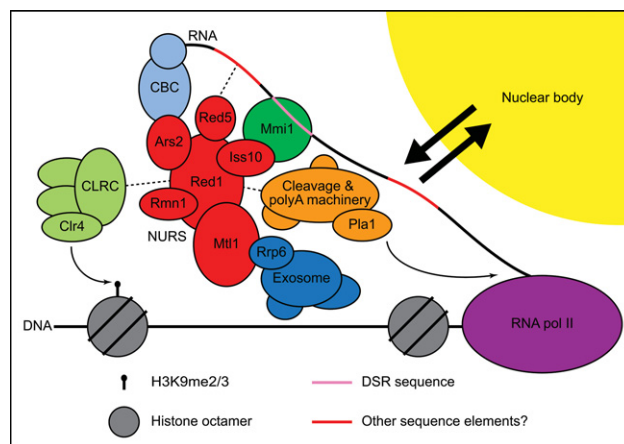 RNA
CBC
Nuclear body
Red5
Mmi1
Ars2
Iss10
CLRC
Red1
Cleavage &
polyA machinery
Rmn1
Clr4
Pla1
NURS
Mtl1
Rrp6
Exosome
DNA
RNA pol II
H3K9me2/3
DSR sequence
Histone octamer
Other sequence elements?